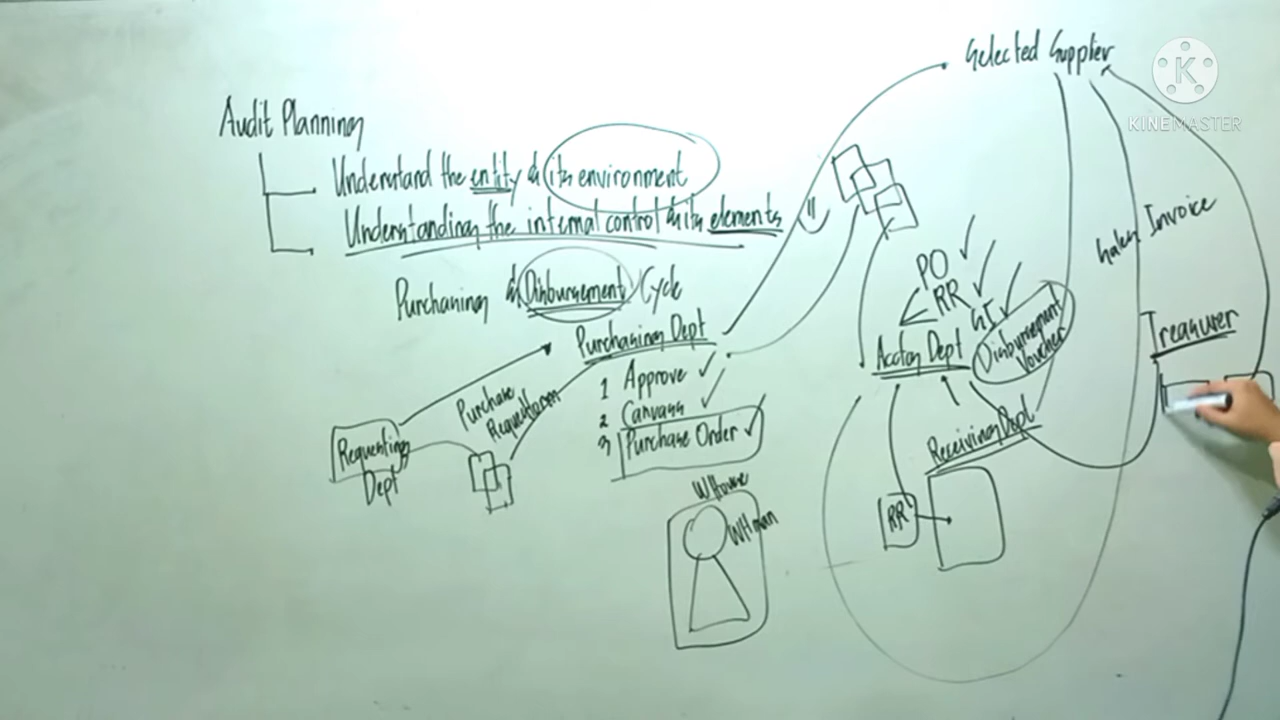 Selected Supplier
K
KINEMASTER
Audit Planning
Understand the entity & its environment
Understanding the internal control & its elements
Purchasing & Disbursement Cycle
Sales Invoice
PO
RR
SI
Acctng Dept
Disbursement
Voucher
Treasurer
Purchasing Dept
1 Approve
2 Canvass
3 Purchase Order
Purchase
Requisition
Requesting
Dept
Receiving Dept
RR
WHouse
WHman